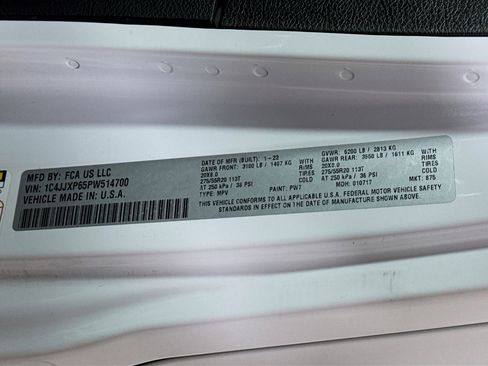 MFD BY: FCA US LLC
VIN: 1C4JJXP65PW514700
VEHICLE MADE IN: U.S.A.
DATE OF MFR (BUILT): 1-23
GAWR FRONT: 3100 LB / 1407 KG WITH
20X8.0 TIRES
275/55R20 113T RIMS
AT 250 kPa / 36 PSI COLD
TYPE: MPV PAINT: PW7
GVWR: 6200 LB / 2813 KG
GAWR REAR: 3550 LB / 1611 KG WITH
20X8.0 TIRES
275/55R20 113T
AT 250 kPa / 36 PSI COLD
MDH: 010717 MKT: 875
THIS VEHICLE CONFORMS TO ALL APPLICABLE U.S.A. FEDERAL MOTOR VEHICLE SAFETY
STANDARDS IN EFFECT ON THE DATE OF MANUFACTURE SHOWN ABOVE.